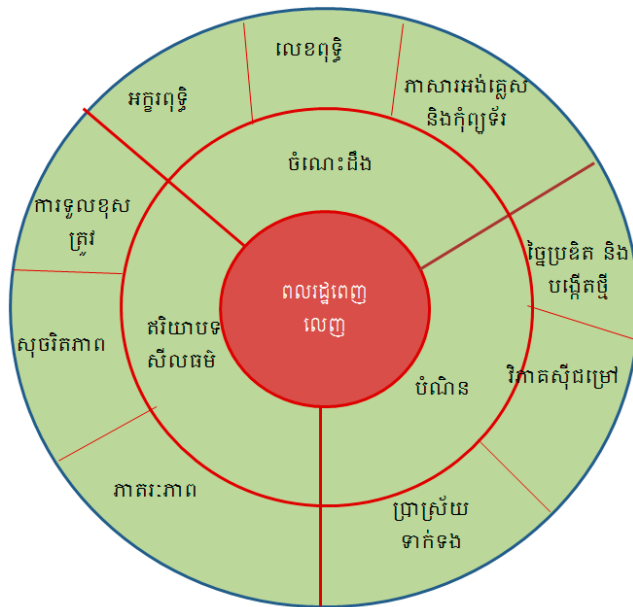 លេខពុទ្ធិ
អក្ខរពុទ្ធិ
ភាសារអង់គ្លេស
និងកុំព្យូទ័រ
ចំណេះដឹង
ការទួលខុស
ត្រូវ
ច្នៃប្រឌិត និង
បង្កើតថ្មី
ពលរដ្ឋពេញ
លេញ
ឥរិយាបទ
សីលធម៌
សុចរិតភាព
វិភាគស៊ីជម្រៅ
បំណិន
ភាតរៈភាព
ប្រាស្រ័យ
ទាក់ទង